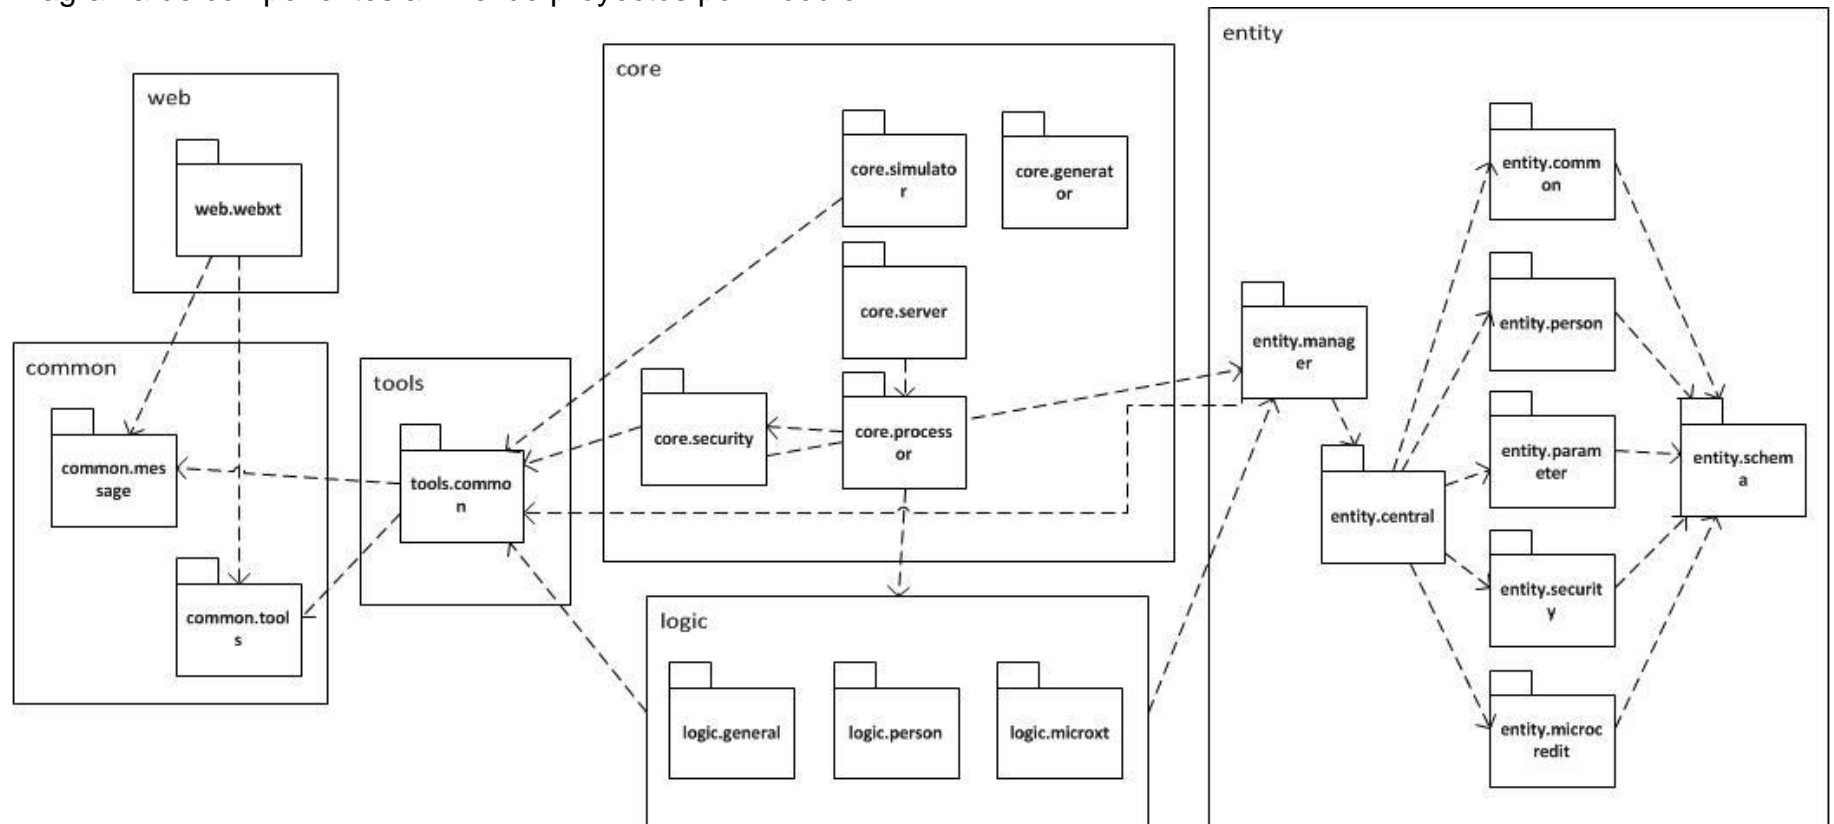 web
web.webxt
common
common.mes
sage
common.tool
s
tools
tools.commo
n
core
core.simulato
r
core.generat
or
core.server
core.security
core.process
or
logic
logic.general
logic.person
logic.microxt
entity
entity.manag
er
entity.central
entity.comm
on
entity.person
entity.param
eter
entity.securit
y
entity.microc
redit
entity.schem
a